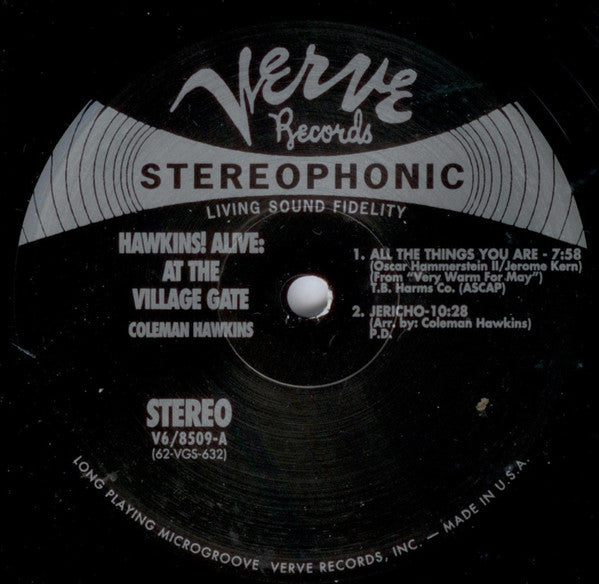 Verve
Records
STEREOPHONIC
LIVING SOUND FIDELITY
HAWKINS! ALIVE:
AT THE
VILLAGE GATE
COLEMAN HAWKINS
1. ALL THE THINGS YOU ARE - 7:58
(Oscar Hammerstein II/Jerome Kern)
(From "Very Warm For May")
T.B. Harms Co. (ASCAP)
2. JERICHO-10:28
(Arr. by: Coleman Hawkins)
P.D.
STEREO
V6/8509-A
(62-VGS-632)
LONG PLAYING MICROGROOVE, VERVE RECORDS, INC. — MADE IN U.S.A.